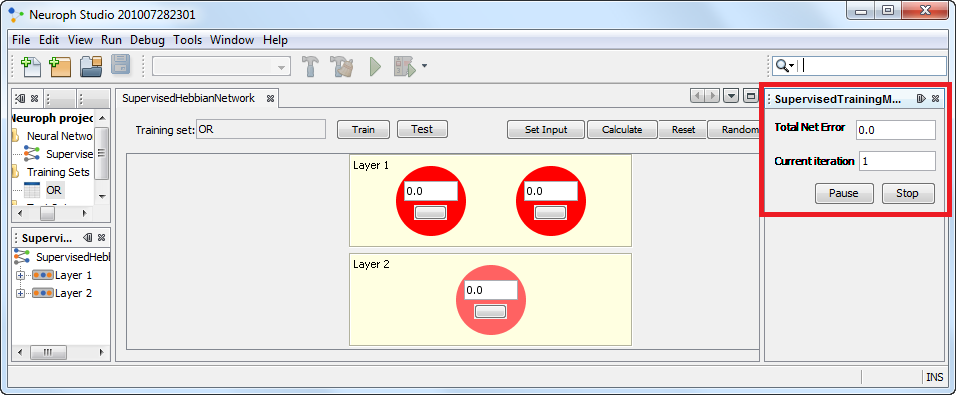 Neuroph Studio 201007282301
File Edit View Run Debug Tools Window Help
SupervisedHebbianNetwork
SupervisedTrainingM...
Neuroph projec
Neural Netwo
Supervise
Training Sets
OR
Training set: OR
Train
Test
Set Input
Calculate
Reset
Random
Total Net Error 0.0
Current iteration 1
Pause
Stop
Layer 1
0.0
0.0
Layer 2
0.0
Supervi...
SupervisedHebl
Layer 1
Layer 2
INS